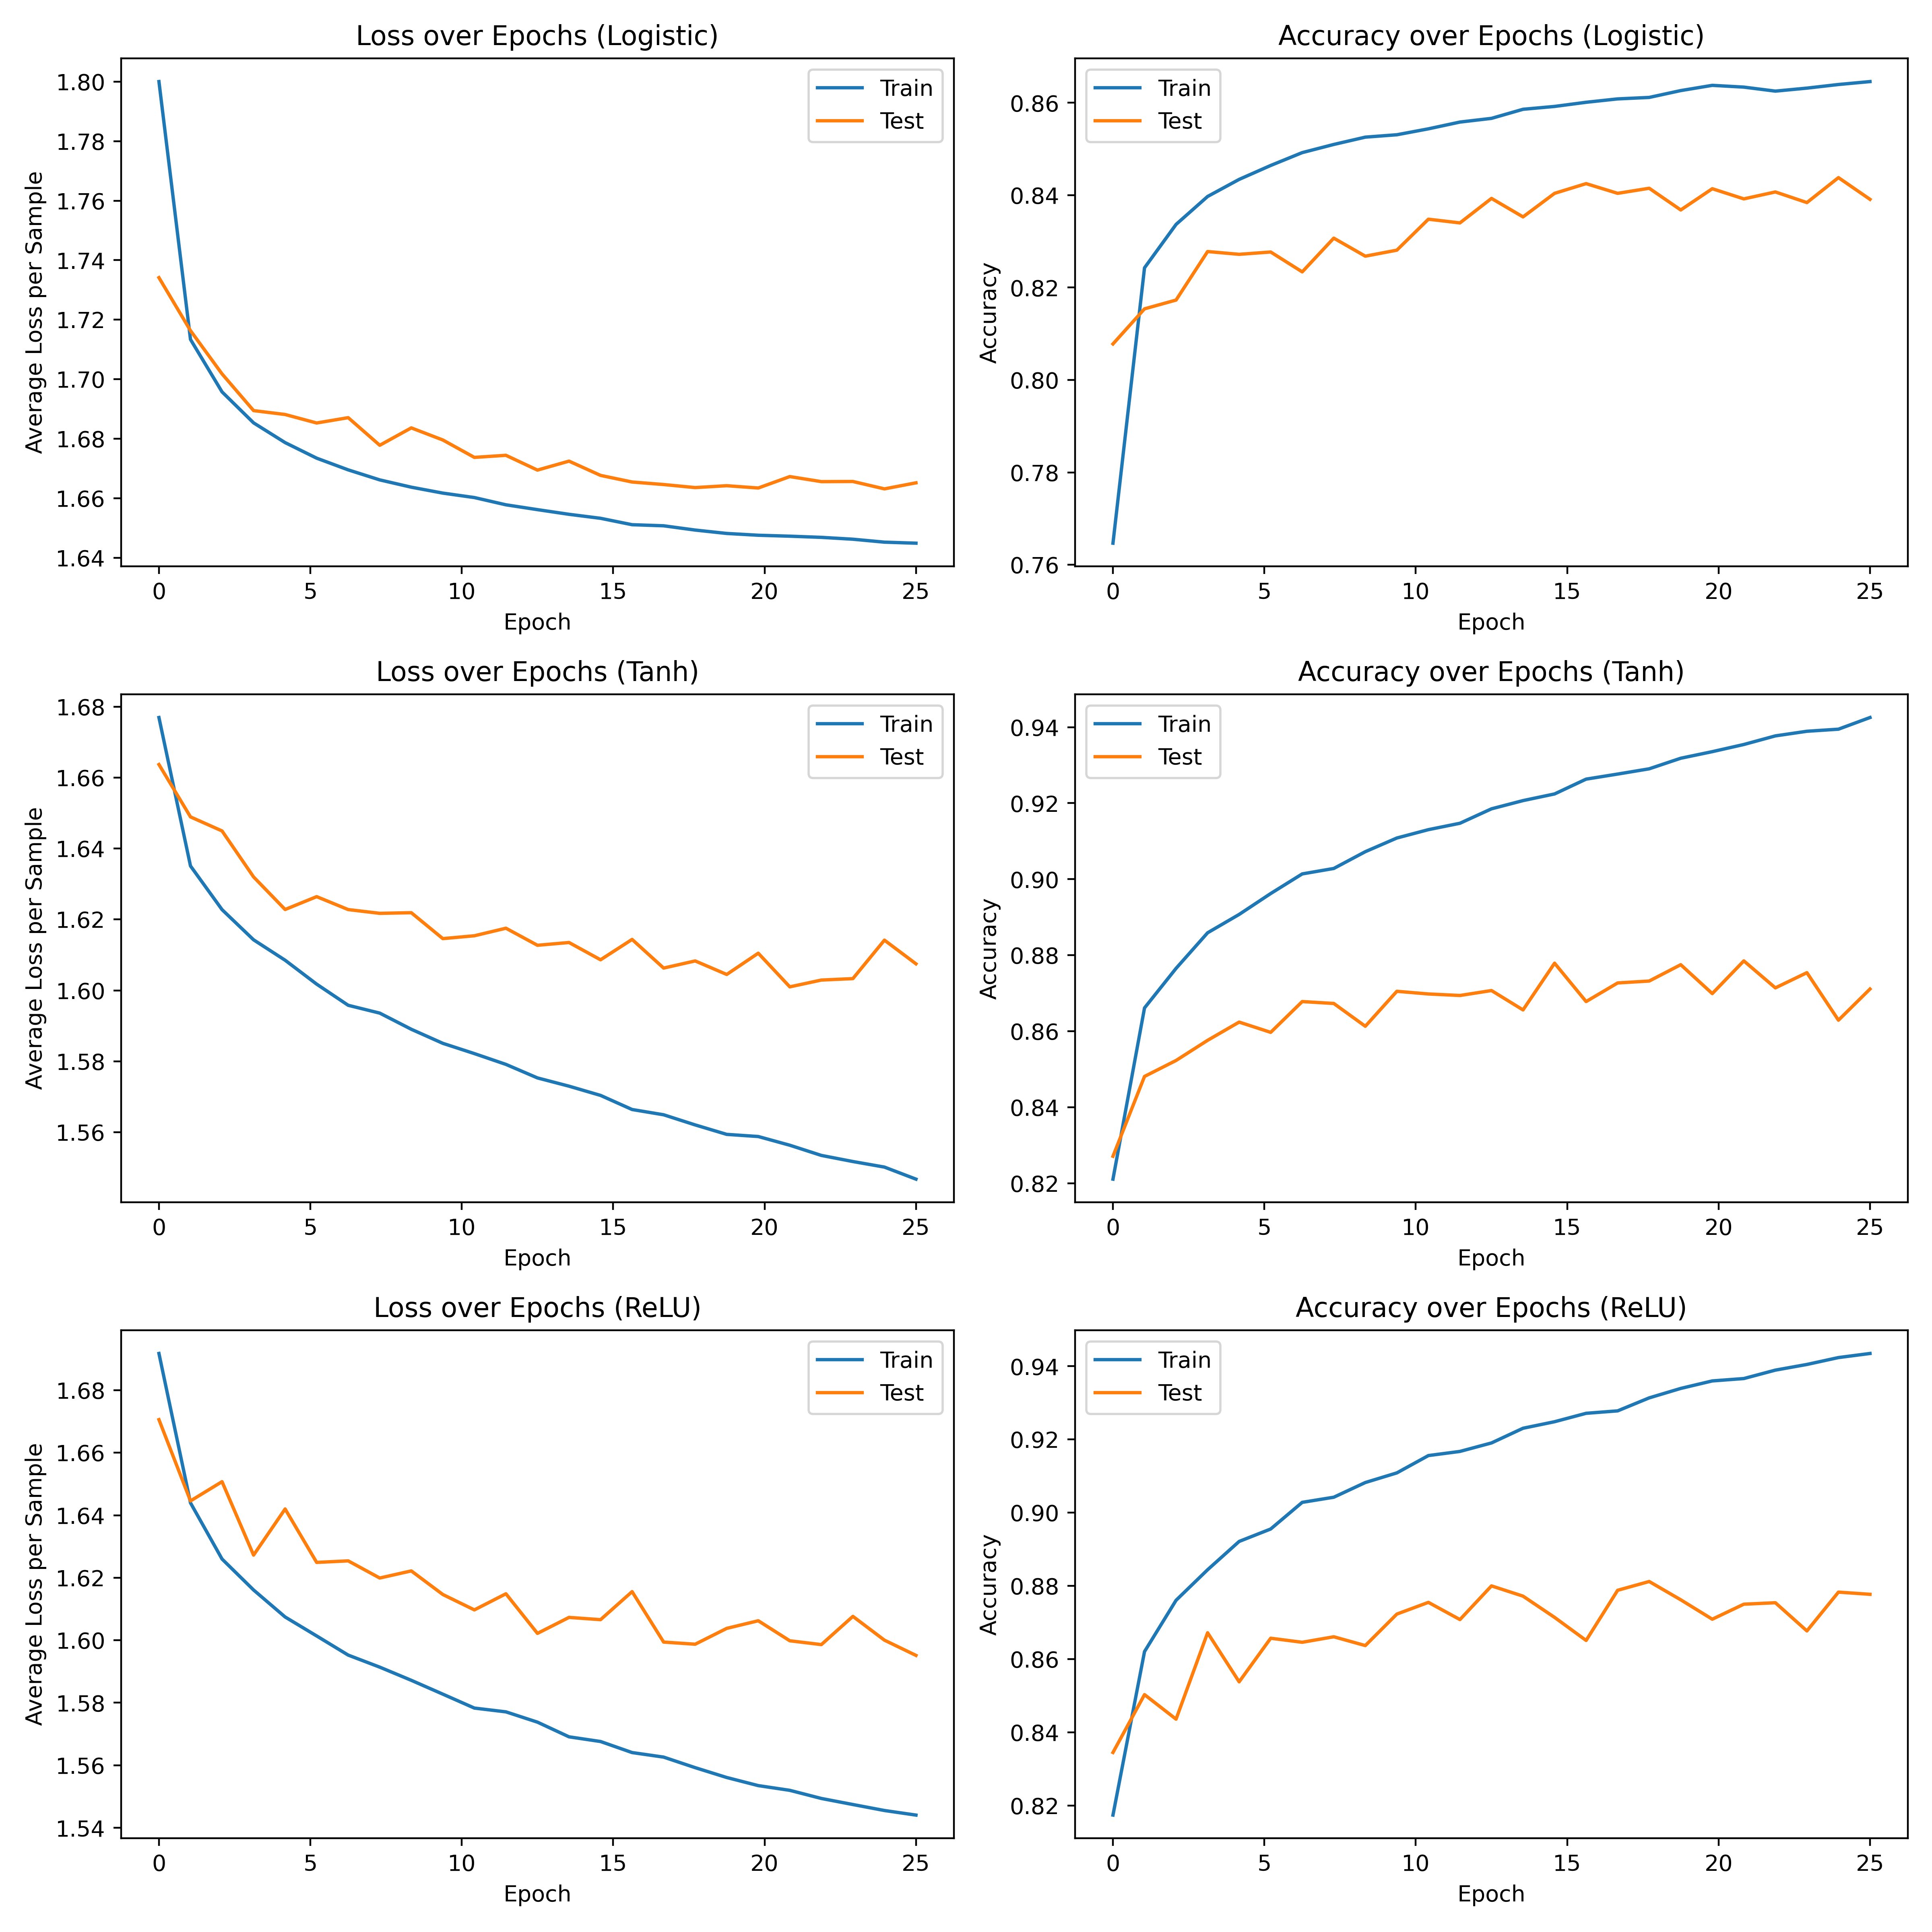 Loss over Epochs (Logistic)
Average Loss per Sample
1.80
1.78
1.76
1.74
1.72
1.70
1.68
1.66
1.64
Train
Test
0 5 10 15 20 25
Epoch
Accuracy over Epochs (Logistic)
Accuracy
0.86
0.84
0.82
0.80
0.78
0.76
Train
Test
0 5 10 15 20 25
Epoch
Loss over Epochs (Tanh)
Average Loss per Sample
1.68
1.66
1.64
1.62
1.60
1.58
1.56
Train
Test
0 5 10 15 20 25
Epoch
Accuracy over Epochs (Tanh)
Accuracy
0.94
0.92
0.90
0.88
0.86
0.84
0.82
Train
Test
0 5 10 15 20 25
Epoch
Loss over Epochs (ReLU)
Average Loss per Sample
1.68
1.66
1.64
1.62
1.60
1.58
1.56
1.54
Train
Test
0 5 10 15 20 25
Epoch
Accuracy over Epochs (ReLU)
Accuracy
0.94
0.92
0.90
0.88
0.86
0.84
0.82
Train
Test
0 5 10 15 20 25
Epoch